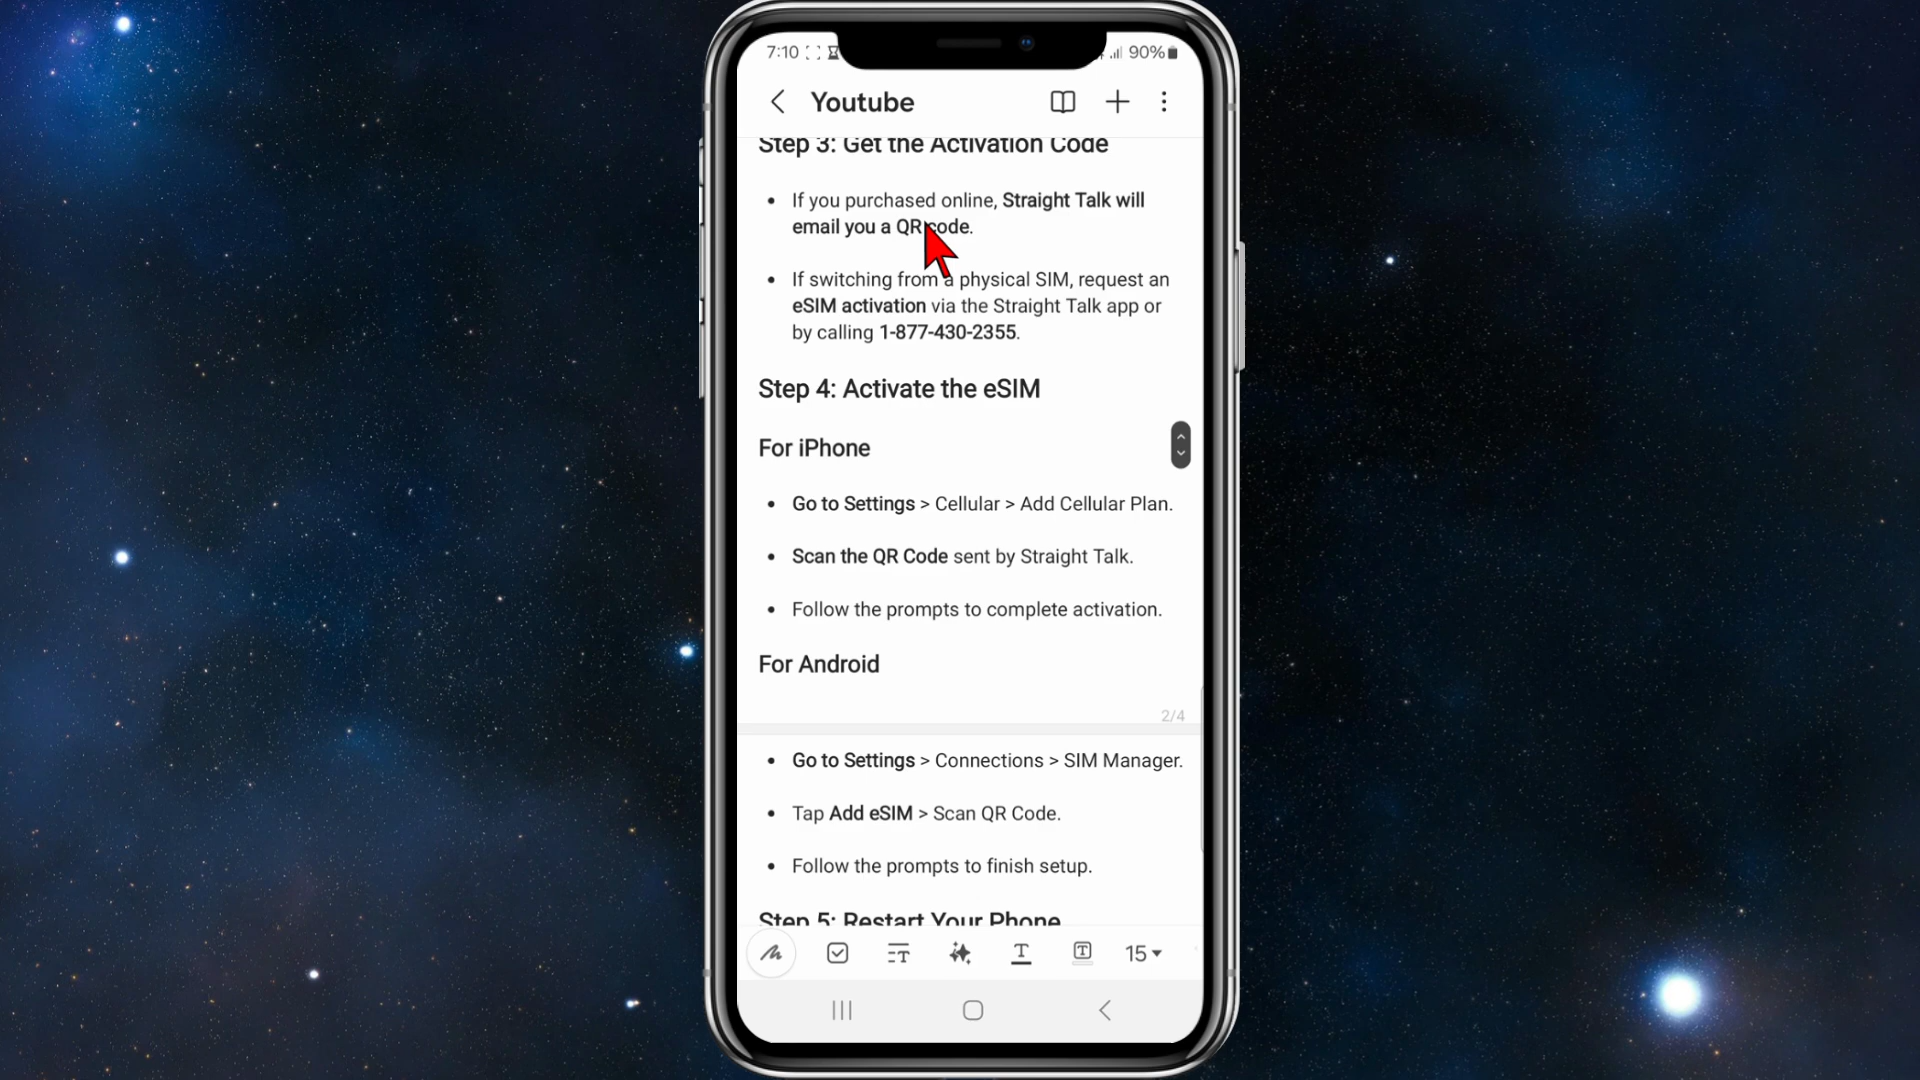 7:10 90%
Youtube
Step 3: Get the Activation Code
• If you purchased online, Straight Talk will
email you a QR code.
• If switching from a physical SIM, request an
eSIM activation via the Straight Talk app or
by calling 1-877-430-2355.
Step 4: Activate the eSIM
For iPhone
• Go to Settings > Cellular > Add Cellular Plan.
• Scan the QR Code sent by Straight Talk.
• Follow the prompts to complete activation.
For Android
2/4
• Go to Settings > Connections > SIM Manager.
• Tap Add eSIM > Scan QR Code.
• Follow the prompts to finish setup.
Step 5: Restart Your Phone
15